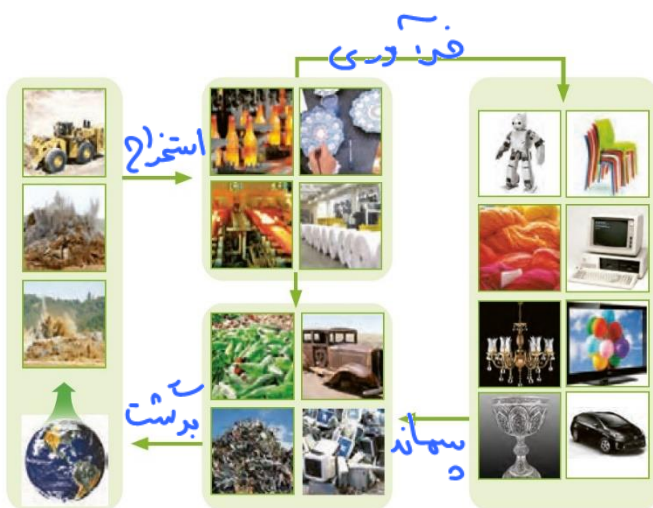 فرآوری
استخراج
پسماند
برگشت